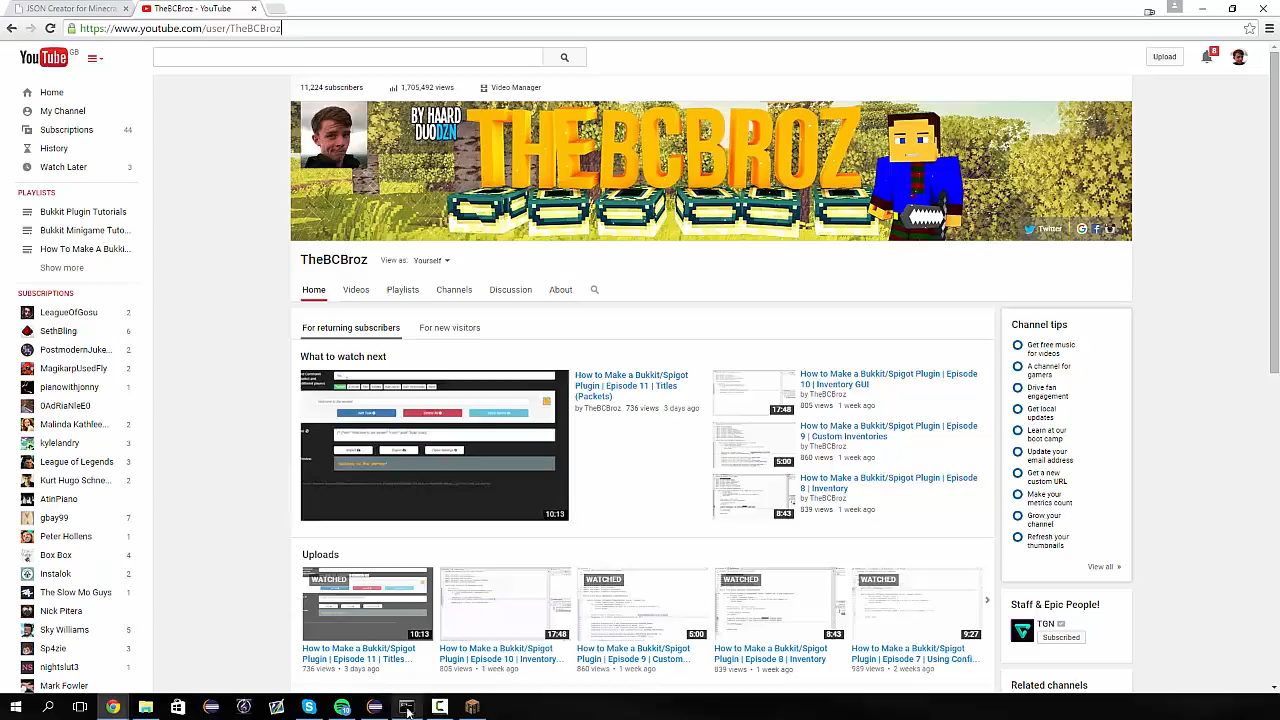 JSON Creator for Minecra
TheBCBroz - YouTube
https://www.youtube.com/user/TheBCBroz
YouTube GB
Upload
8
Home
My Channel
Subscriptions 44
History
Watch Later 3
PLAYLISTS
Bukkit Plugin Tutorials
Bukkit Minigame Tuto...
How To Make A Bukki...
Show more
SUBSCRIPTIONS
LeagueOfGosu 2
SethBling 1
PostmodernJuke... 2
2
pianowithjonny 2
0ADRiaNsE0 2
2
2
League of Legends 3
Kurt Hugo Schne... 2
KimPiano 1
gbay99 7
Peter Hollens 1
Box Box 2
Instalok 2
The Slow Mo Guys 1
Tuck Pete... 1
Sky Williams 5
Sp4zie 3
nightslut3 1
Mark Fowler 1
11,224 subscribers
1,705,492 views
Video Manager
BY HAARD
DUODZN
THEBCBROZ
Twitter
TheBCBroz
View as: Yourself
Home
Videos
Playlists
Channels
Discussion
About
For returning subscribers
For new visitors
What to watch next
10:13
How to Make a Bukkit/Spigot
Plugin | Episode 11 | Titles
(Packets)
by TheBCBroz 736 views 3 days ago
17:48
How to Make a Bukkit/Spigot Plugin | Episode
10 | Inventory GUI
by TheBCBroz
805 views 1 week ago
5:00
How to Make a Bukkit/Spigot Plugin | Episode
9 | Custom Inventories
by TheBCBroz
860 views 1 week ago
8:43
How to Make a Bukkit/Spigot Plugin | Episode
8 | Inventory
by TheBCBroz
839 views 1 week ago
Uploads
WATCHED
10:13
How to Make a Bukkit/Spigot
Plugin | Episode 11 | Titles...
736 views 3 days ago
17:48
How to Make a Bukkit/Spigot
Plugin | Episode 10 | Inventory...
805 views 1 week ago
WATCHED
5:00
How to Make a Bukkit/Spigot
Plugin | Episode 9 | Custom...
860 views 1 week ago
WATCHED
8:43
How to Make a Bukkit/Spigot
Plugin | Episode 8 | Inventory
839 views 1 week ago
WATCHED
9:27
How to Make a Bukkit/Spigot
Plugin | Episode 7 | Using Confi...
989 views 2 weeks ago
Channel tips
Get free music
for videos
A channel for
gamers
Drive fan
engagement
Get local
updates
Learn at our
boot camp
Update your
email address
Get a new
custom URL
Make your
metrics count
Grow your
channel
Refresh your
thumbnails
View all »
Staff & Epic People!
TGN
Subscribed
Related channels